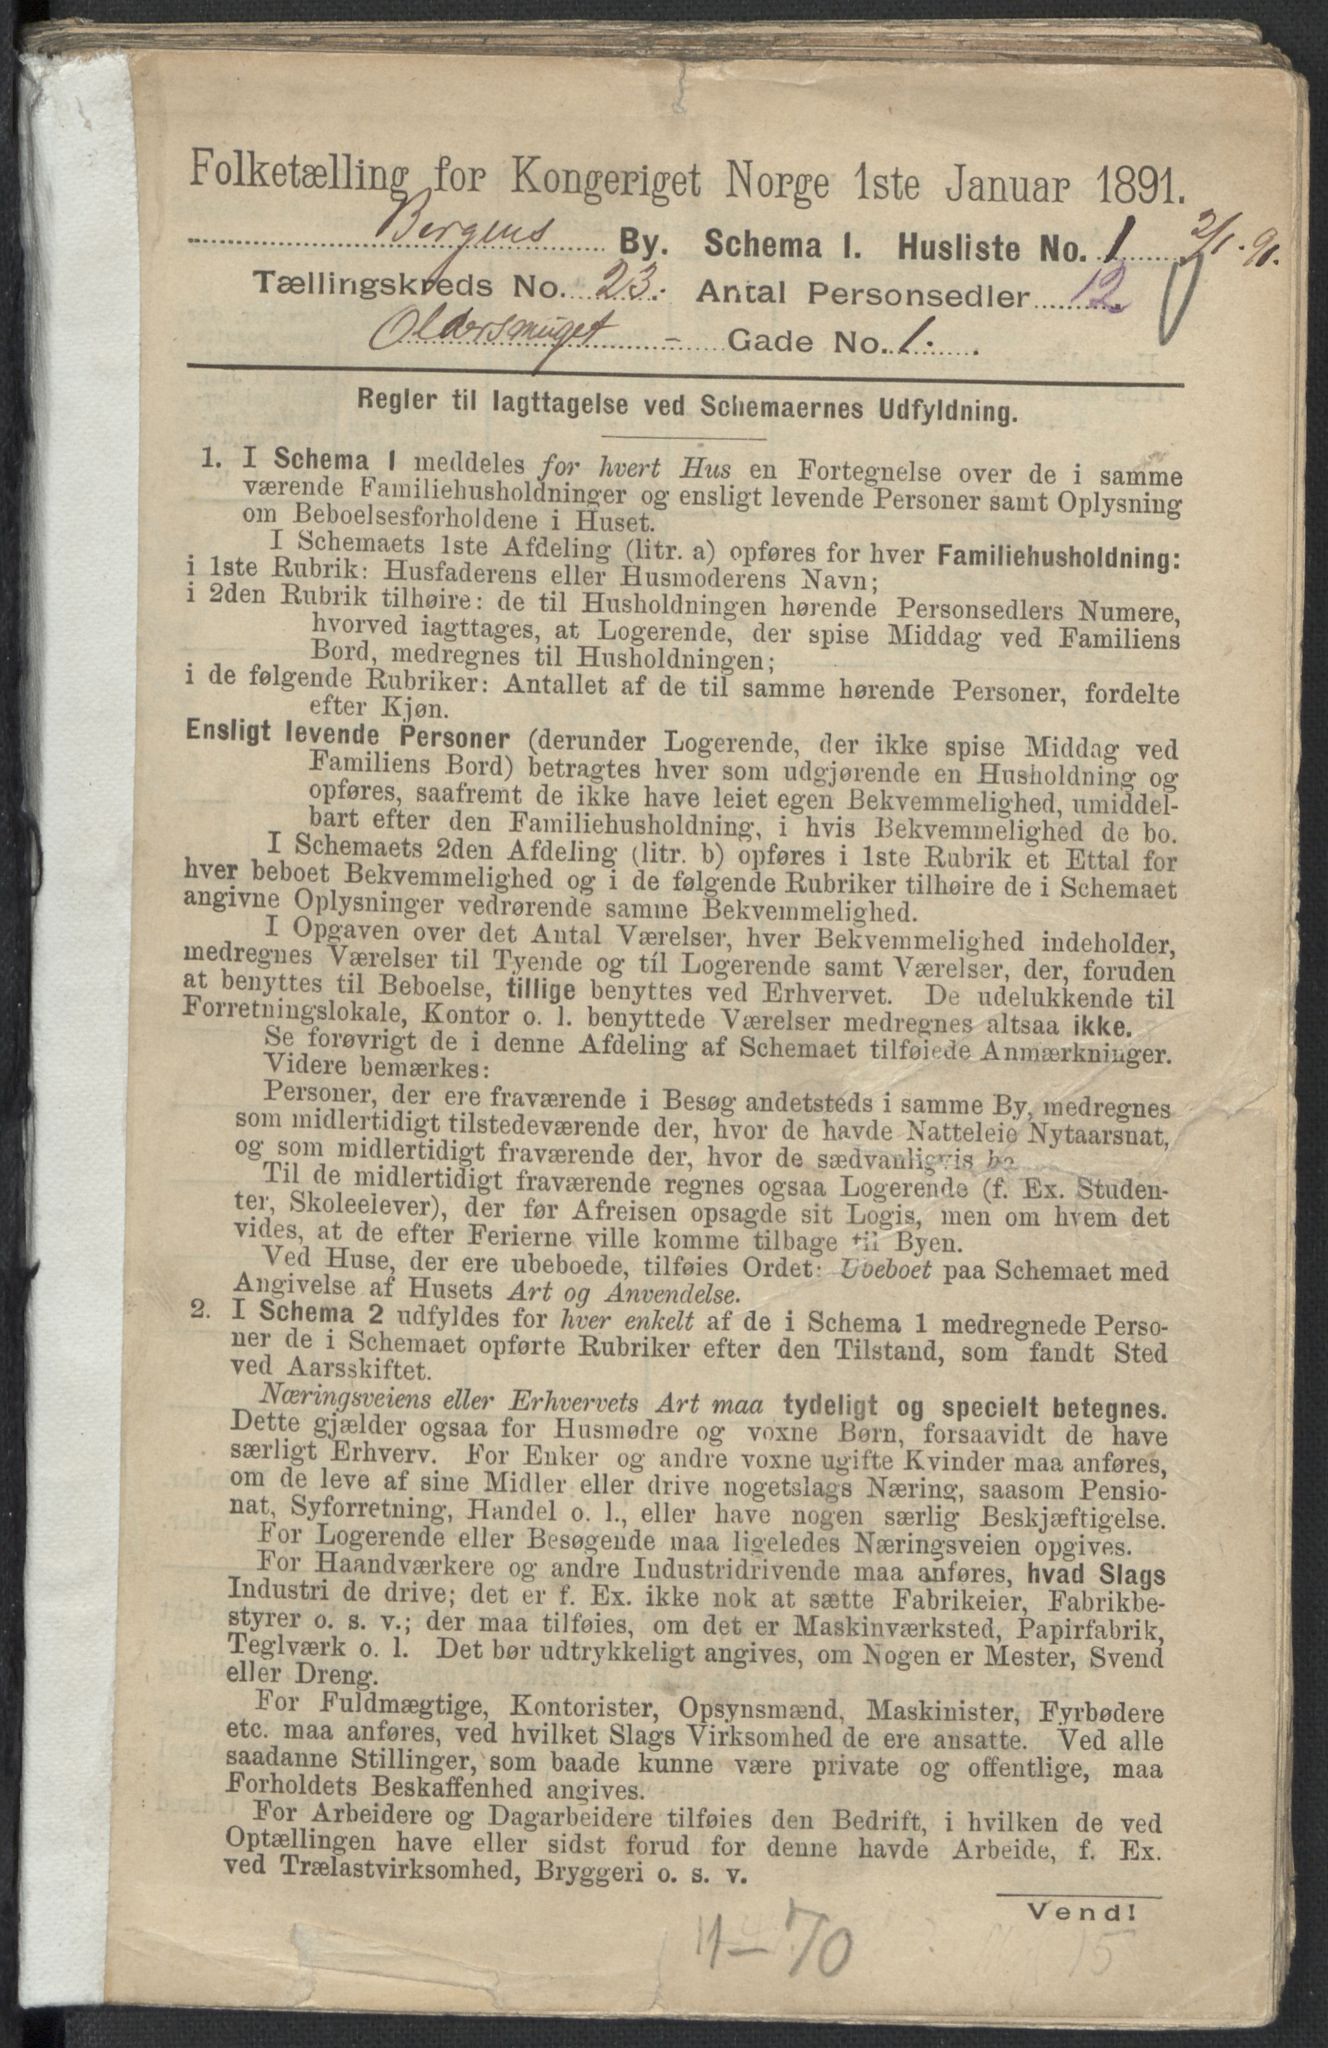 Folketælling for Kongeriget Norge 1ste Januar 1891.
Bergens By. Schema I. Husliste No. 1 2/1. 91.
Tællingskreds No. 23. Antal Personsedler 12.
Oldersmuget - Gade No. 1.
Regler til Iagttagelse ved Schemaernes Udfyldning.
1. I Schema I meddeles for hvert Hus en Fortegnelse over de i samme
værende Familiehusholdninger og ensligt levende Personer samt Oplysning
om Beboelsesforholdene i Huset.
I Schemaets 1ste Afdeling (litr. a) opføres for hver Familiehusholdning:
i 1ste Rubrik: Husfaderens eller Husmoderens Navn;
i 2den Rubrik tilhøire: de til Husholdningen hørende Personsedlers Numere,
hvorved iagttages, at Logerende, der spise Middag ved Familiens
Bord, medregnes til Husholdningen;
i de følgende Rubriker: Antallet af de til samme hørende Personer, fordelte
efter Kjøn.
Ensligt levende Personer (derunder Logerende, der ikke spise Middag ved
Familiens Bord) betragtes hver som udgjørende en Husholdning og
opføres, saafremt de ikke have leiet egen Bekvemmelighed, umiddel-
bart efter den Familiehusholdning, i hvis Bekvemmelighed de bo.
I Schemaets 2den Afdeling (litr. b) opføres i 1ste Rubrik et Ettal for
hver beboet Bekvemmelighed og i de følgende Rubriker tilhøire de i Schemaet
angivne Oplysninger vedrørende samme Bekvemmelighed.
I Opgaven over det Antal Værelser, hver Bekvemmelighed indeholder,
medregnes Værelser til Tyende og til Logerende samt Værelser, der, foruden
at benyttes til Beboelse, tillige benyttes ved Erhvervet. De udelukkende til
Forretningslokale, Kontor o. l. benyttede Værelser medregnes altsaa ikke.
Se forøvrigt de i denne Afdeling af Schemaet tilføiede Anmærkninger.
Videre bemærkes:
Personer, der ere fraværende i Besøg andetsteds i samme By, medregnes
som midlertidigt tilstedeværende der, hvor de havde Natteleie Nytaarsnat,
og som midlertidigt fraværende der, hvor de sædvanligvis bo.
Til de midlertidigt fraværende regnes ogsaa Logerende (f. Ex. Studen-
ter, Skoleelever), der før Afreisen opsagde sit Logis, men om hvem det
vides, at de efter Ferierne ville komme tilbage til Byen.
Ved Huse, der ere ubeboede, tilføies Ordet: Ubeboet paa Schemaet med
Angivelse af Husets Art og Anvendelse.
2. I Schema 2 udfyldes for hver enkelt af de i Schema 1 medregnede Perso-
ner de i Schemaet opførte Rubriker efter den Tilstand, som fandt Sted
ved Aarsskiftet.
Næringsveiens eller Erhvervets Art maa tydeligt og specielt betegnes.
Dette gjælder ogsaa for Husmødre og voxne Børn, forsaavidt de have
særligt Erhverv. For Enker og andre voxne ugifte Kvinder maa anføres,
om de leve af sine Midler eller drive nogetslags Næring, saasom Pensio-
nat, Syforretning, Handel o. l., eller have nogen særlig Beskjæftigelse.
For Logerende eller Besøgende maa ligeledes Næringsveien opgives.
For Haandværkere og andre Industridrivende maa anføres, hvad Slags
Industri de drive; det er f. Ex. ikke nok at sætte Fabrikeier, Fabrikbe-
styrer o. s. v.; der maa tilføies, om det er Maskinværksted, Papirfabrik,
Teglværk o. l. Det bør udtrykkeligt angives, om Nogen er Mester, Svend
eller Dreng.
For Fuldmægtige, Kontorister, Opsynsmænd, Maskinister, Fyrbødere
etc. maa anføres, ved hvilket Slags Virksomhed de ere ansatte. Ved alle
saadanne Stillinger, som baade kunne være private og offentlige, maa
Forholdets Beskaffenhed angives.
For Arbeidere og Dagarbeidere tilføies den Bedrift, i hvilken de ved
Optællingen have eller sidst forud for denne havde Arbeide, f. Ex.
ved Trælastvirksomhed, Bryggeri o. s. v.
Vend!
11-70
15